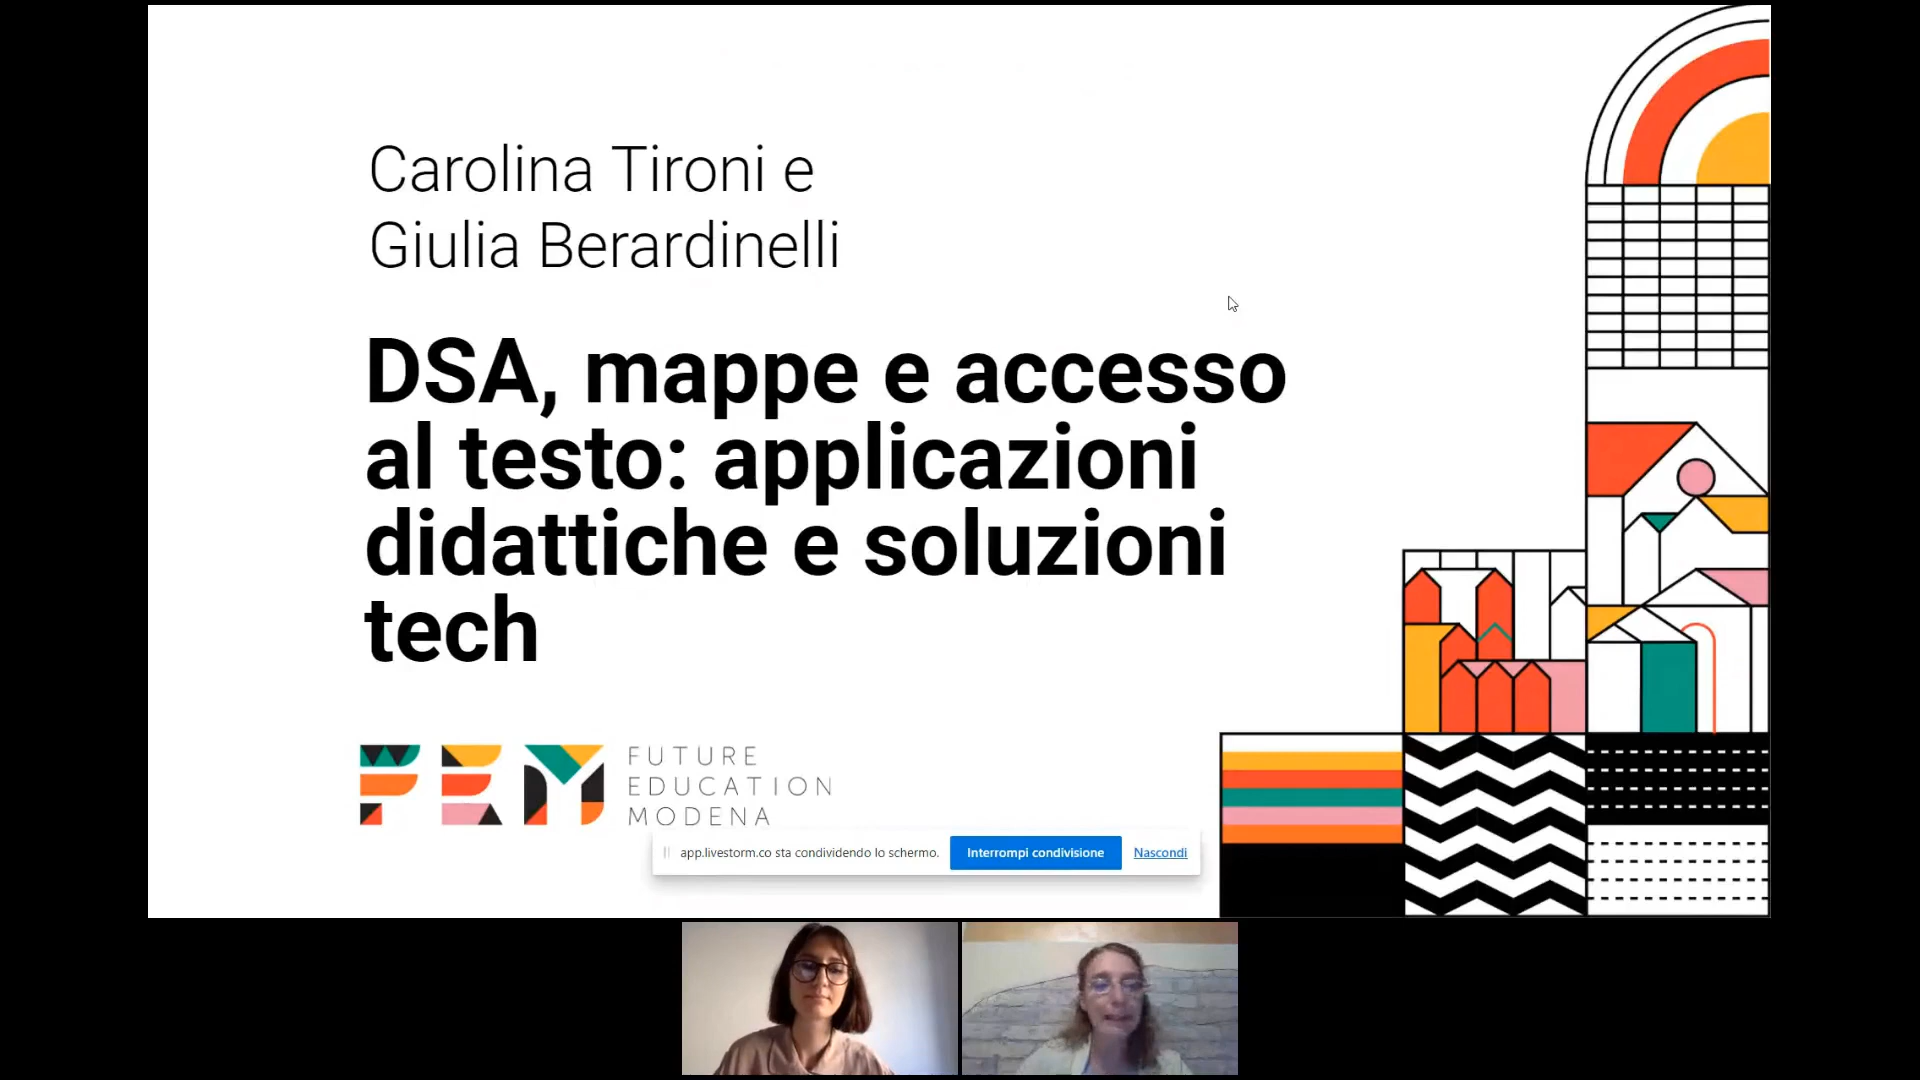 Carolina Tironi e
Giulia Berardinelli
DSA, mappe e accesso
al testo: applicazioni
didattiche e soluzioni
tech
FEM
FUTURE
EDUCATION
MODENA
app.livestorm.co sta condividendo lo schermo.
Interrompi condivisione
Nascondi